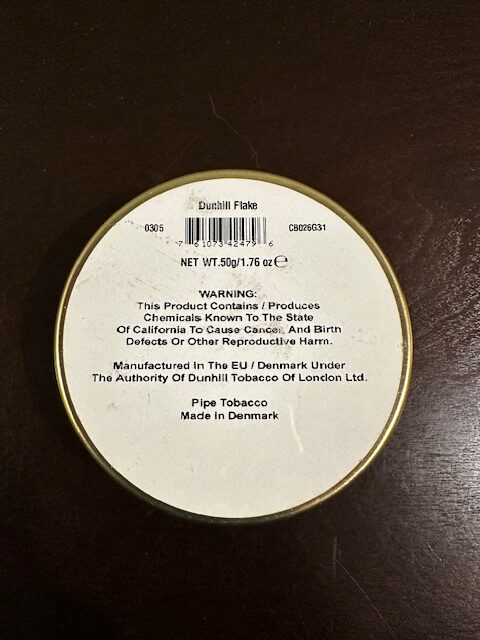 Dunhill Flake
0305
CB026G31
7 61073 42479 6
NET WT.50g/1.76 oz ℮
WARNING:
This Product Contains / Produces
Chemicals Known To The State
Of California To Cause Cancer, And Birth
Defects Or Other Reproductive Harm.
Manufactured In The EU / Denmark Under
The Authority Of Dunhill Tobacco Of London Ltd.
Pipe Tobacco
Made in Denmark